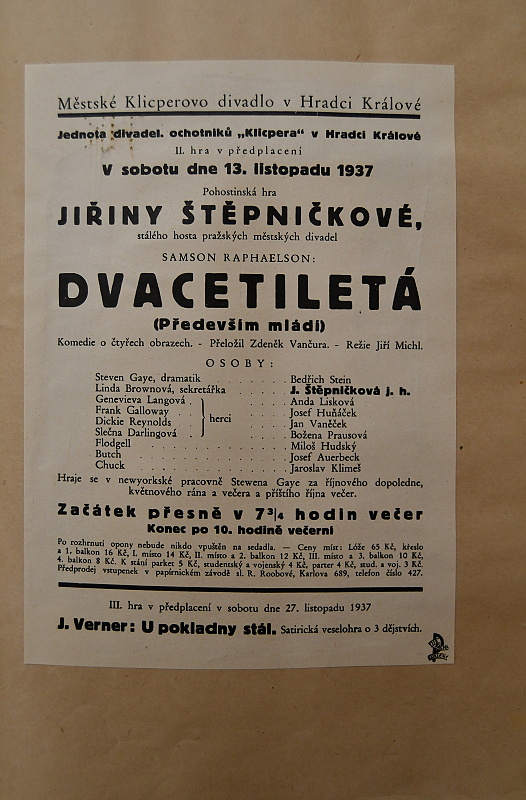 Městské Klicperovo divadlo v Hradci Králové
Jednota divadel. ochotníků „Klicpera“ v Hradci Králové
II. hra v předplacení
V sobotu dne 13. listopadu 1937
Pohostinská hra
JIŘINY ŠTĚPNIČKOVÉ,
stálého hosta pražských městských divadel
SAMSON RAPHAELSON:
DVACETILETÁ
(Především mládí)
Komedie o čtyřech obrazech. - Přeložil Zdeněk Vančura. - Režie Jiří Michl.
OSOBY:
Steven Gaye, dramatik . . . . . . Bedřich Stein
Linda Brownová, sekretářka . . . . J. Štěpničková j. h.
Genevieva Langová . } herci . . . . Anda Lisková
Frank Galloway . . } herci . . . . Josef Huňáček
Dickie Reynolds . } herci . . . . Jan Vaněček
Slečna Darlingová . } herci . . . . Božena Prausová
Flodgell . . . . . . . . . . . Miloš Hudský
Butch . . . . . . . . . . . Josef Auerbeck
Chuck . . . . . . . . . . . Jaroslav Klimeš
Hraje se v newyorkské pracovně Stewena Gaye za říjnového dopoledne,
květnového rána a večera a příštího října večer.
Začátek přesně v 7¾ hodin večer
Konec po 10. hodině večerní
Po rozhrnutí opony nebude nikdo vpuštěn na sedadla. — Ceny míst: Lóže 65 Kč, křeslo
a 1. balkon 16 Kč, I. místo 14 Kč, II. místo a 2. balkon 12 Kč, III. místo a 3. balkon 10 Kč,
4. balkon 8 Kč. K stání parket 5 Kč, studentský a vojenský 4 Kč, parter 4 Kč, stud. a voj. 3 Kč.
Předprodej vstupenek v papírnickém závodě sl. R. Roobové, Karlova 689, telefon číslo 427.
III. hra v předplacení v sobotu dne 27. listopadu 1937
J. Verner: U pokladny stál. Satirická veselohra o 3 dějstvích.